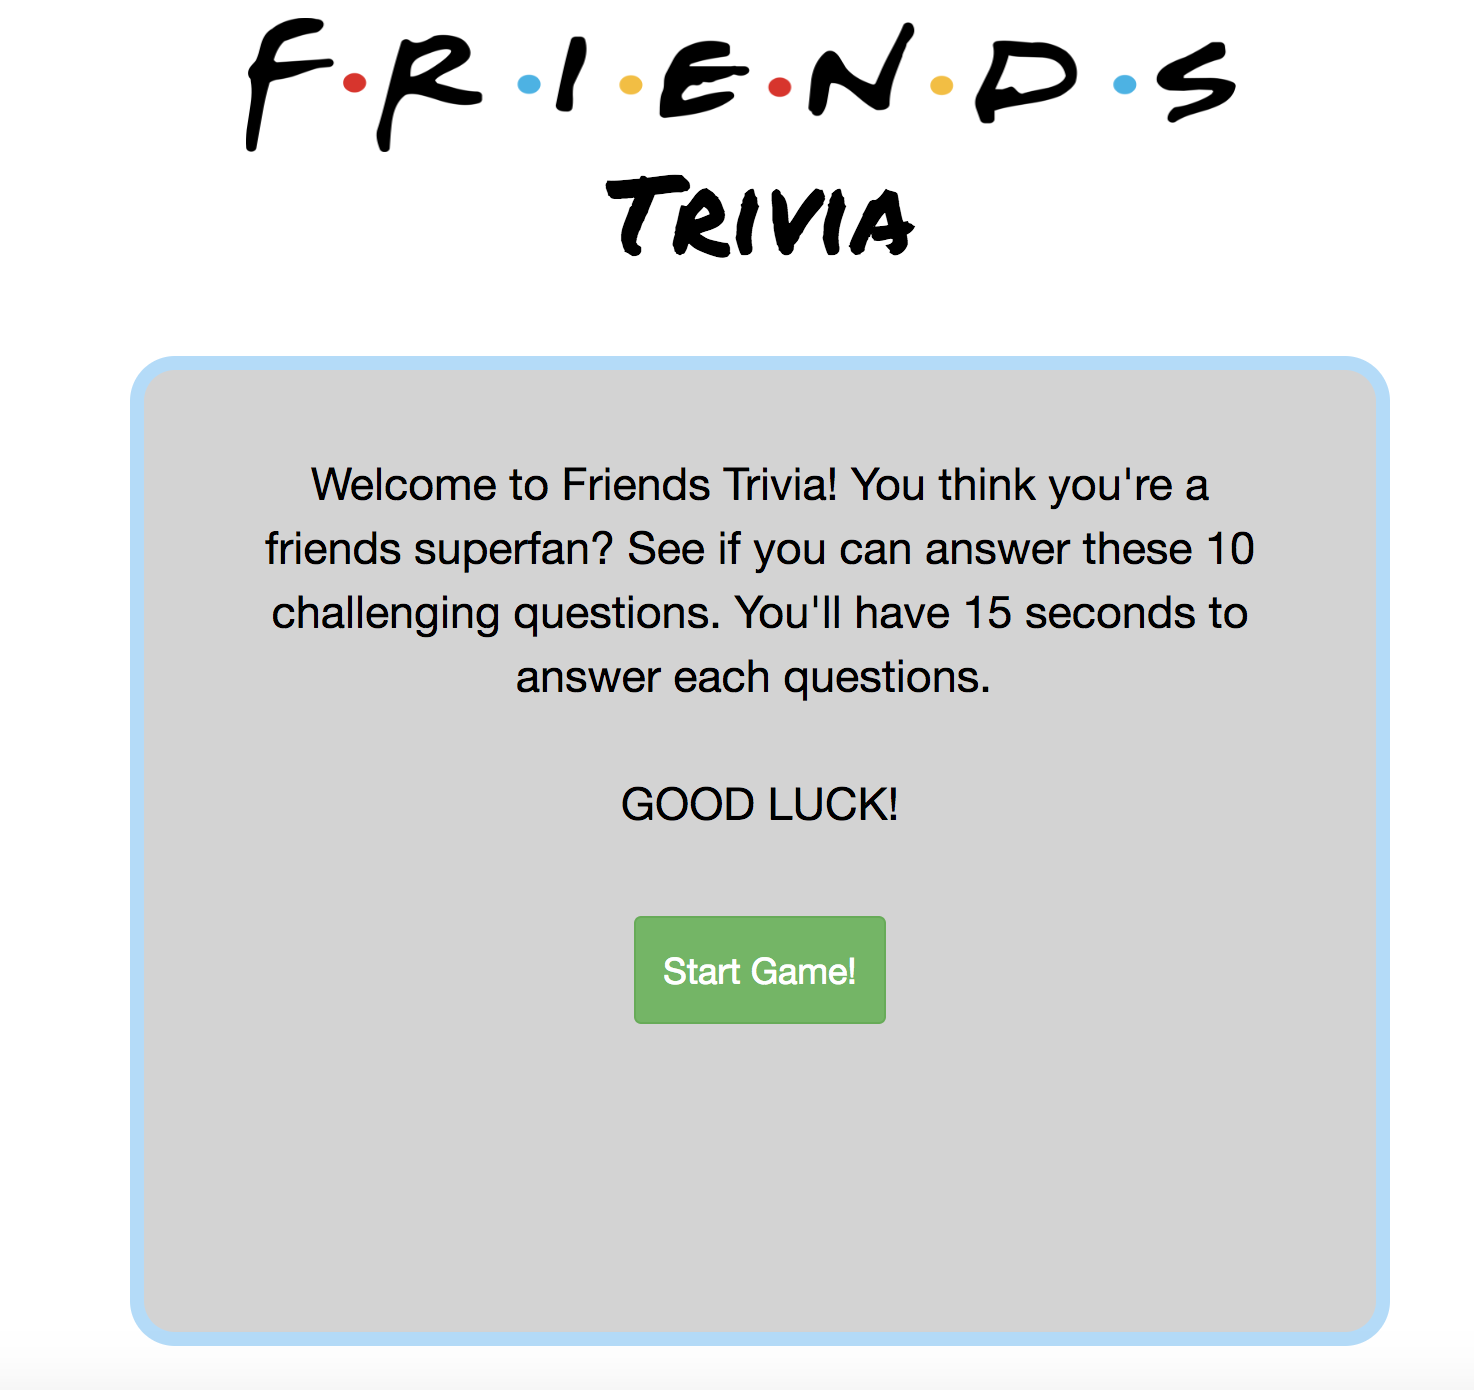 F•R•I•E•N•D•S
TRIVIA
Welcome to Friends Trivia! You think you're a
friends superfan? See if you can answer these 10
challenging questions. You'll have 15 seconds to
answer each questions.
GOOD LUCK!
Start Game!